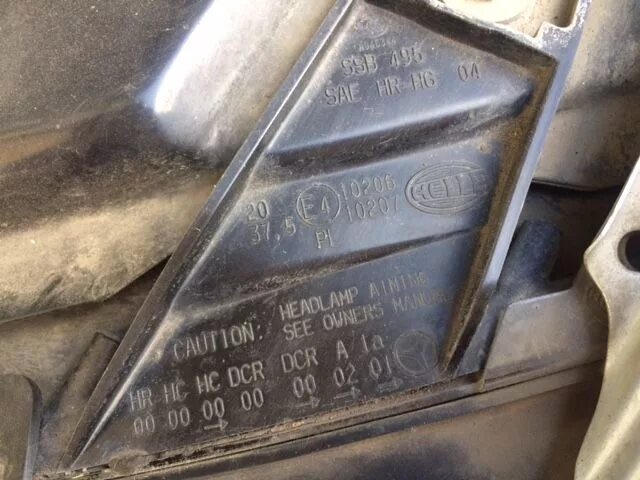 SSB 495
SAE HR-HG 04
20 E4 10206 HELLA
37,5 10207
PL
CAUTION: HEADLAMP AIMING
SEE OWNERS MANUAL
HR HC HC DCR DCR A/1a
00 00 00 00 00 02 01